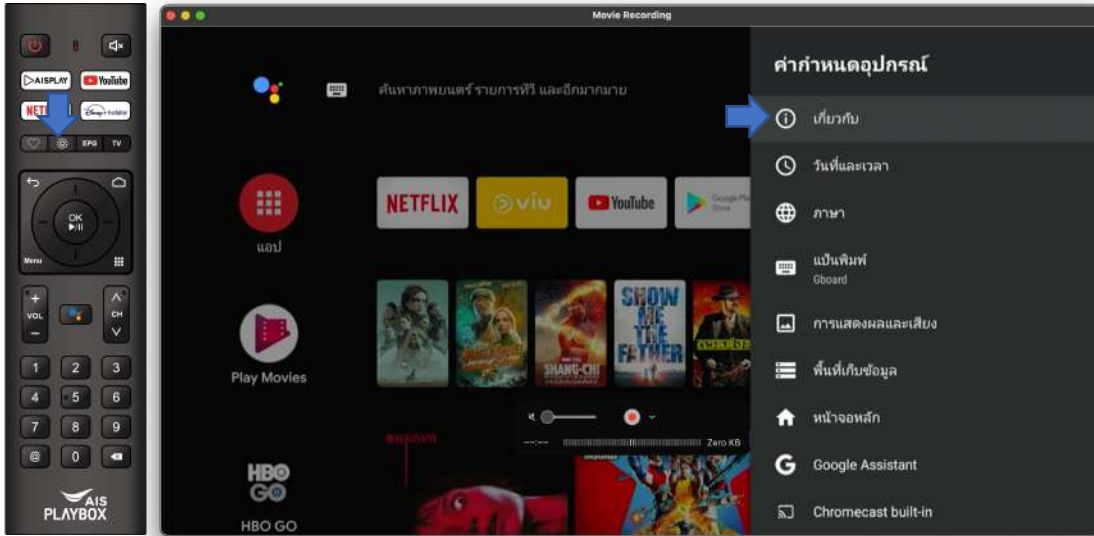 AISPLAY
YouTube
NET
Disney+ hotstar
EPG TV
OK
Menu
+
VOL
-
CH
1 2 3
4 5 6
7 8 9
@ 0
AIS
PLAYBOX
Movie Recording
ค้นหาภาพยนตร์ รายการทีวี และอีกมากมาย
แอป
NETFLIX
viu
YouTube
Google Play
Store
Play Movies
SHANG-CHI
SHOW
ME
THE
FATHER
--:--
Zero KB
HBO
GO
HBO GO
ค่ากำหนดอุปกรณ์
เกี่ยวกับ
วันที่และเวลา
ภาษา
แป้นพิมพ์
Gboard
การแสดงผลและเสียง
พื้นที่เก็บข้อมูล
หน้าจอหลัก
Google Assistant
Chromecast built-in